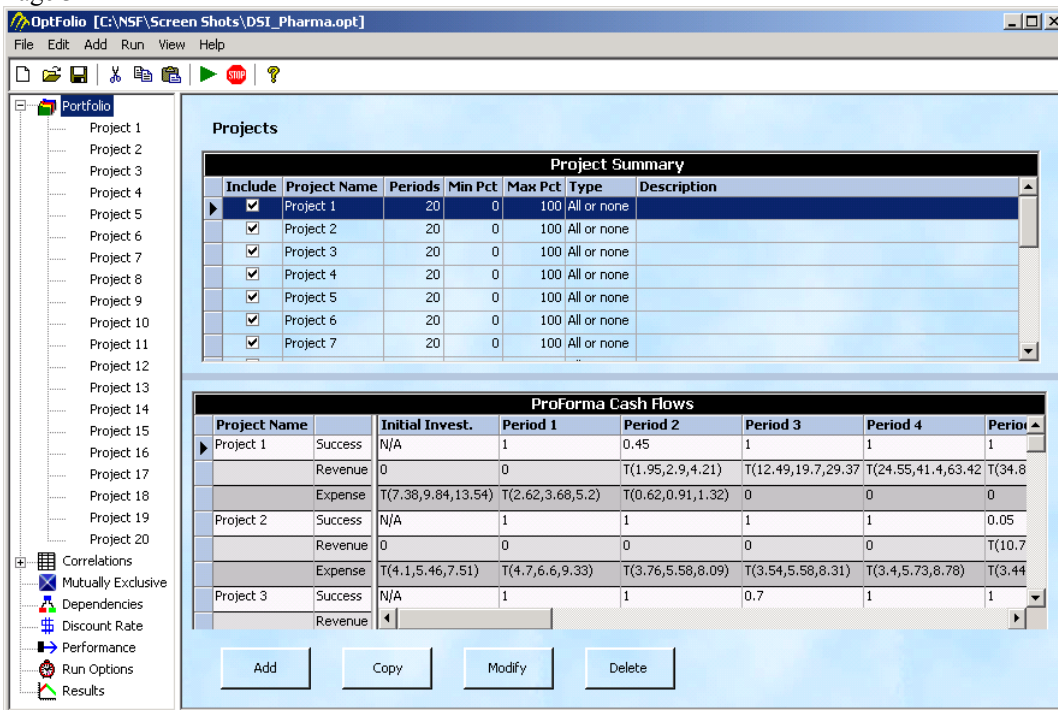 OptFolio [C:\NSF\Screen Shots\DSI_Pharma.opt]
File Edit Add Run View Help
STOP ?
Portfolio
Project 1
Project 2
Project 3
Project 4
Project 5
Project 6
Project 7
Project 8
Project 9
Project 10
Project 11
Project 12
Project 13
Project 14
Project 15
Project 16
Project 17
Project 18
Project 19
Project 20
Correlations
Mutually Exclusive
Dependencies
Discount Rate
Performance
Run Options
Results
Projects
Project Summary
Include Project Name Periods Min Pct Max Pct Type Description
Project 1 20 0 100 All or none
Project 2 20 0 100 All or none
Project 3 20 0 100 All or none
Project 4 20 0 100 All or none
Project 5 20 0 100 All or none
Project 6 20 0 100 All or none
Project 7 20 0 100 All or none
ProForma Cash Flows
Project Name Initial Invest. Period 1 Period 2 Period 3 Period 4 Perio
Project 1 Success N/A 1 0.45 1 1 1
Revenue 0 0 T(1.95,2.9,4.21) T(12.49,19.7,29.37 T(24.55,41.4,63.42 T(34.8
Expense T(7.38,9.84,13.54) T(2.62,3.68,5.2) T(0.62,0.91,1.32) 0 0 0
Project 2 Success N/A 1 1 1 1 0.05
Revenue 0 0 0 0 0 T(10.7
Expense T(4.1,5.46,7.51) T(4.7,6.6,9.33) T(3.76,5.58,8.09) T(3.54,5.58,8.31) T(3.4,5.73,8.78) T(3.44
Project 3 Success N/A 1 1 0.7 1 1
Revenue
Add Copy Modify Delete